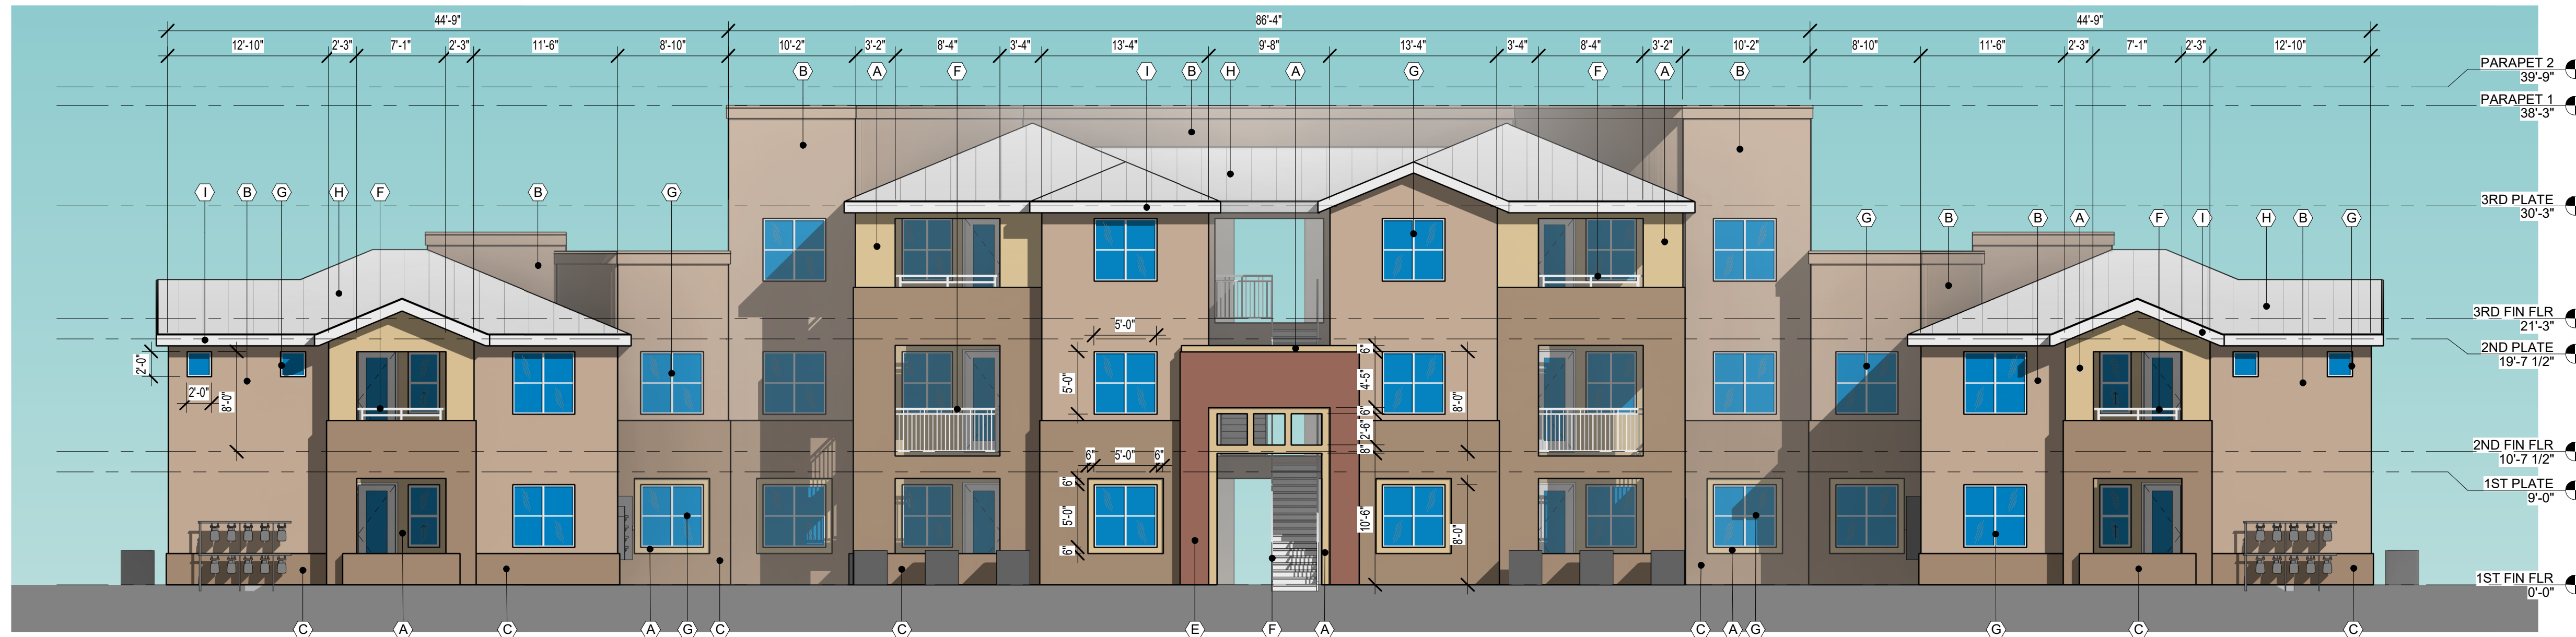 44'-9" 86'-4" 44'-9"
12'-10" 2'-3" 7'-1" 2'-3" 11'-6" 8'-10" 10'-2" 3'-2" 8'-4" 3'-4" 13'-4" 9'-8" 13'-4" 3'-4" 8'-4" 3'-2" 10'-2" 8'-10" 11'-6" 2'-3" 7'-1" 2'-3" 12'-10"
B A F I B H A G F A B
PARAPET 2
39'-9"
PARAPET 1
38'-3"
I B G H F B G
G B B A F I H B G
3RD PLATE
30'-3"
3RD FIN FLR
21'-3"
2ND PLATE
19'-7 1/2"
2'-0"
2'-0"
8'-0"
5'-0"
5'-0"
6"
4'-5"
6"
2'-6"
8"
8'-0"
6" 5'-0" 6"
6"
5'-0"
6"
10'-6"
8'-0"
2ND FIN FLR
10'-7 1/2"
1ST PLATE
9'-0"
1ST FIN FLR
0'-0"
C A C A G C C E F A C A G G C C